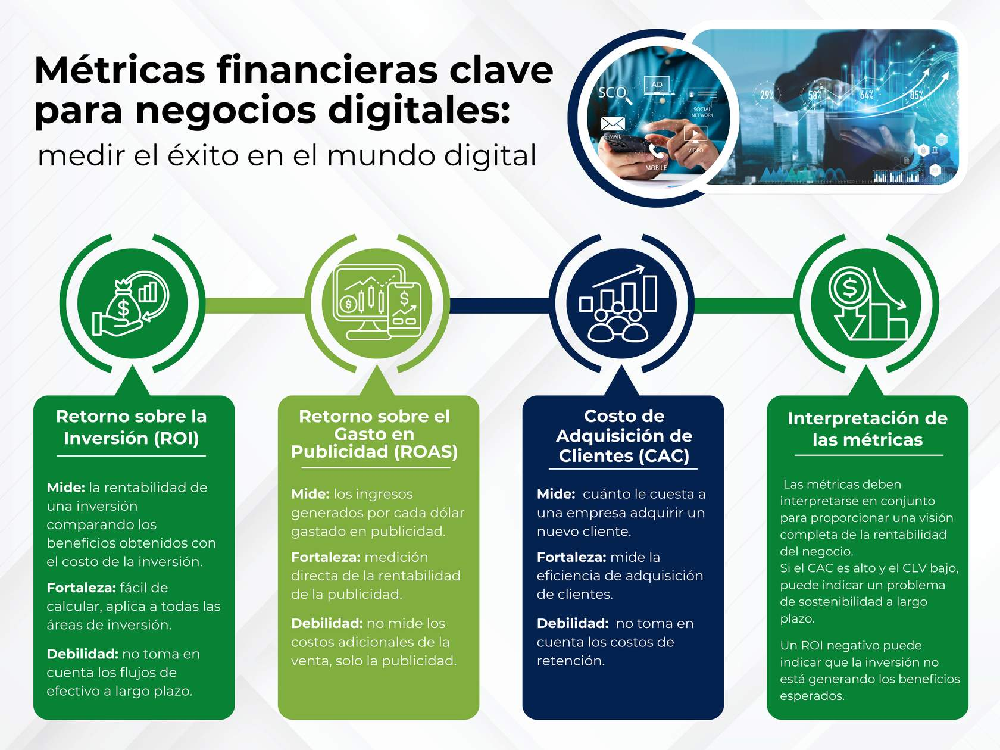 Métricas financieras clave
para negocios digitales:
medir el éxito en el mundo digital
SCO
AD
SOCIAL
NETWORK
E-MAIL
VIDEO
MOBILE
29%
58%
64%
85%
Retorno sobre la
Inversión (ROI)
Mide: la rentabilidad de
una inversión
comparando los
beneficios obtenidos con
el costo de la inversión.
Fortaleza: fácil de
calcular, aplica a todas las
áreas de inversión.
Debilidad: no toma en
cuenta los flujos de
efectivo a largo plazo.
Retorno sobre el
Gasto en
Publicidad (ROAS)
Mide: los ingresos
generados por cada dólar
gastado en publicidad.
Fortaleza: medición
directa de la rentabilidad
de la publicidad.
Debilidad: no mide los
costos adicionales de la
venta, solo la publicidad.
Costo de
Adquisición de
Clientes (CAC)
Mide: cuánto le cuesta a
una empresa adquirir un
nuevo cliente.
Fortaleza: mide la
eficiencia de adquisición
de clientes.
Debilidad: no toma en
cuenta los costos de
retención.
Interpretación de
las métricas
Las métricas deben
interpretarse en conjunto
para proporcionar una visión
completa de la rentabilidad
del negocio.
Si el CAC es alto y el CLV bajo,
puede indicar un problema
de sostenibilidad a largo
plazo.
Un ROI negativo puede
indicar que la inversión no
está generando los beneficios
esperados.